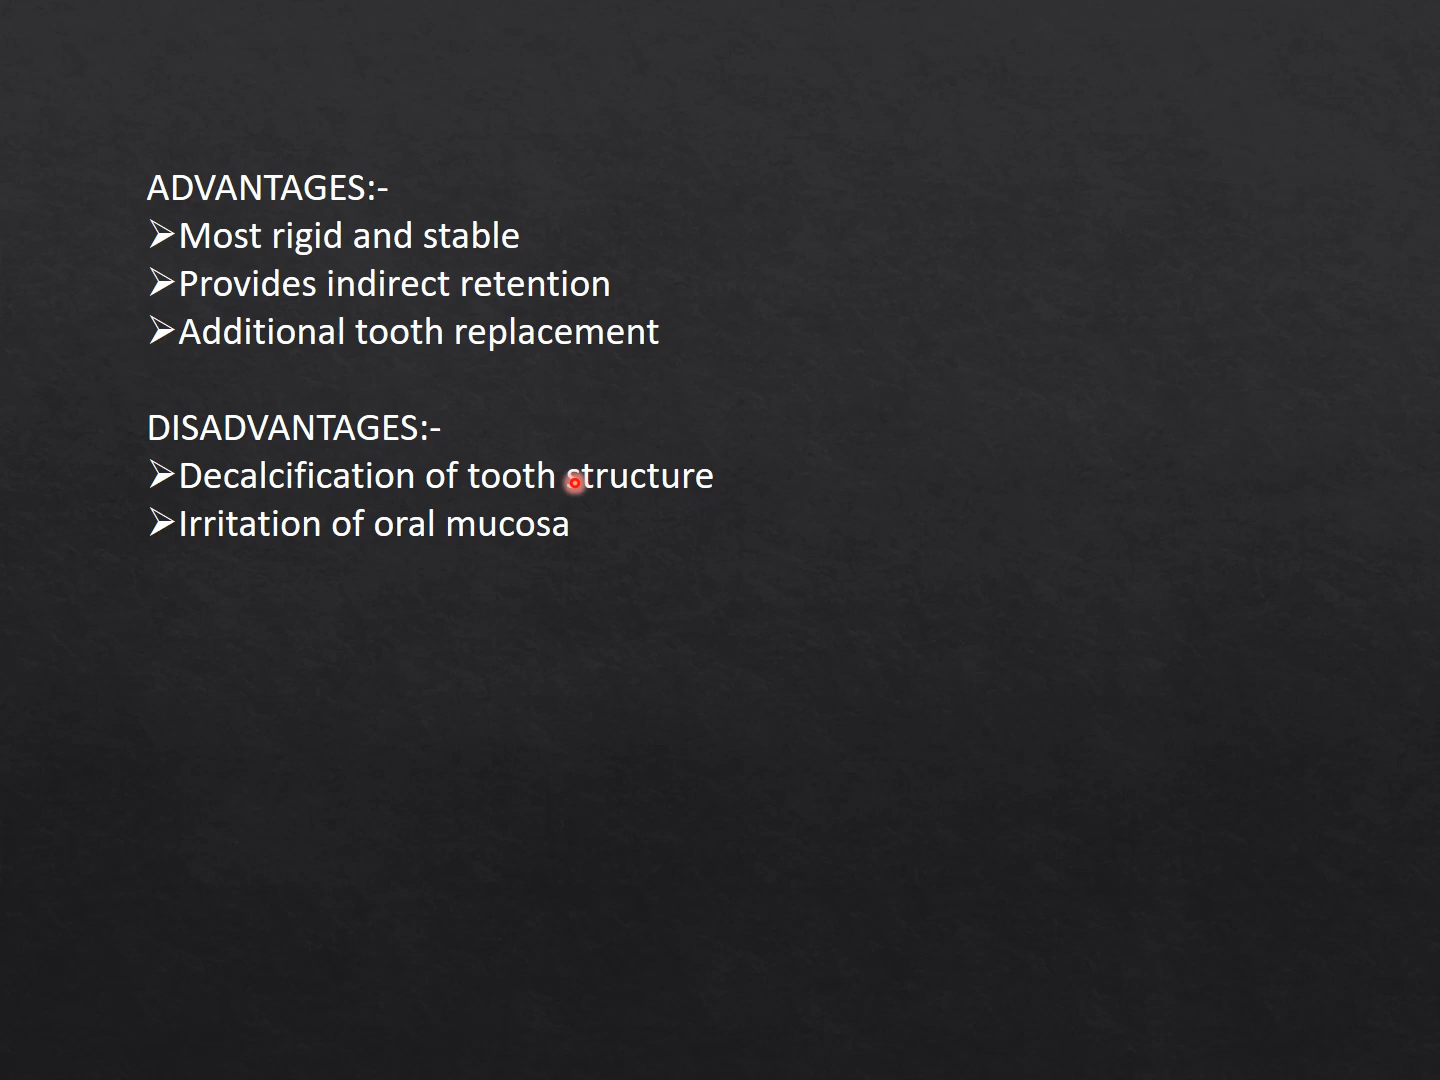 ADVANTAGES:-
➢Most rigid and stable
➢Provides indirect retention
➢Additional tooth replacement
DISADVANTAGES:-
➢Decalcification of tooth structure
➢Irritation of oral mucosa